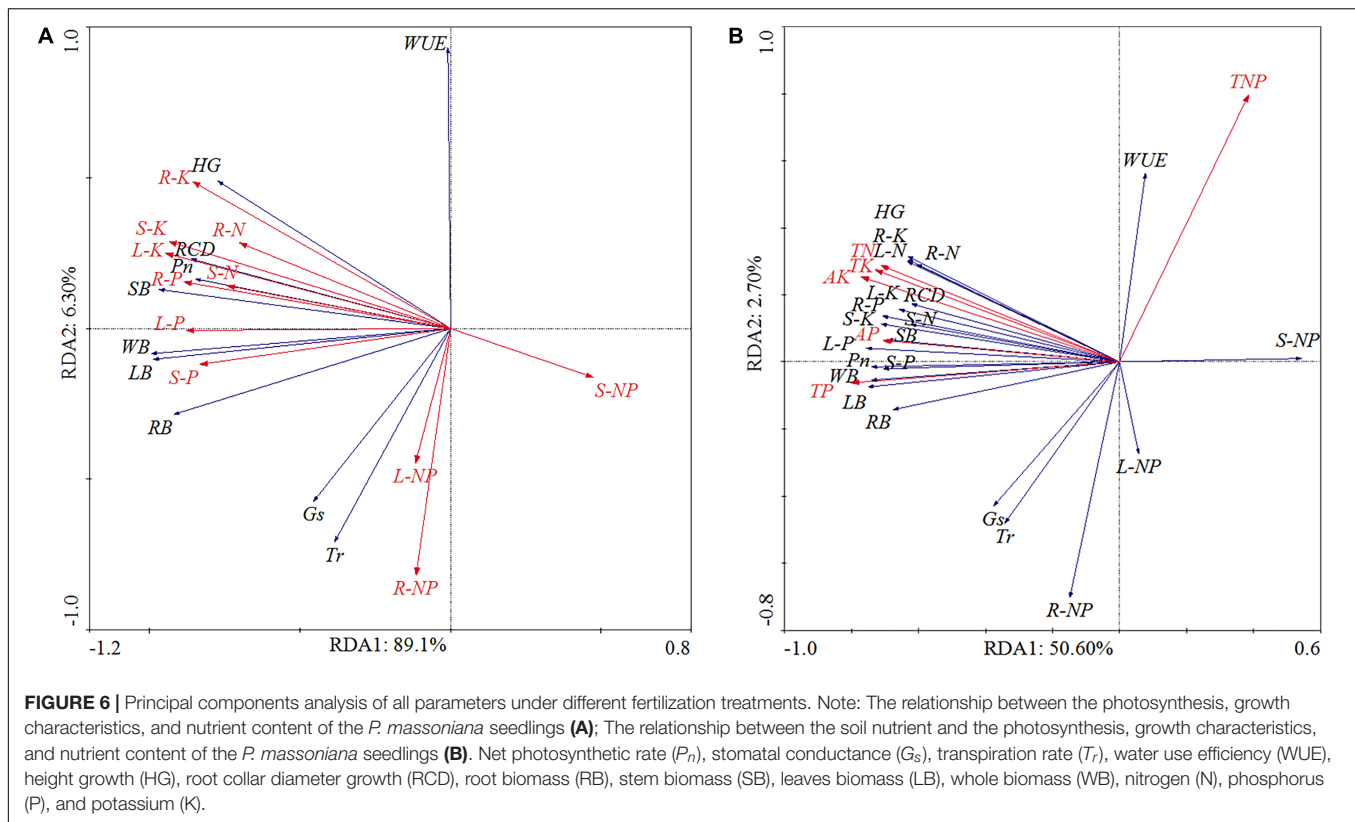 A
1.0
WUE
HG
R-K
S-K
R-N
L-K
RCD
Pn
R-P
S-N
SB
L-P
WB
LB
S-P
RB
S-NP
L-NP
Gs
Tr
R-NP
RDA2: 6.30%
-1.0
-1.2
RDA1: 89.1%
0.8
B
1.0
TNP
WUE
HG
R-K
TN
L-N
R-N
TK
AK
L-K
RCD
R-P
S-K
S-N
AP
SB
L-P
Pn
S-P
WB
TP
LB
RB
S-NP
L-NP
Gs
Tr
R-NP
RDA2: 2.70%
-0.8
-1.0
RDA1: 50.60%
0.6
FIGURE 6 | Principal components analysis of all parameters under different fertilization treatments. Note: The relationship between the photosynthesis, growth
characteristics, and nutrient content of the P. massoniana seedlings (A); The relationship between the soil nutrient and the photosynthesis, growth characteristics,
and nutrient content of the P. massoniana seedlings (B). Net photosynthetic rate (Pn), stomatal conductance (Gs), transpiration rate (Tr), water use efficiency (WUE),
height growth (HG), root collar diameter growth (RCD), root biomass (RB), stem biomass (SB), leaves biomass (LB), whole biomass (WB), nitrogen (N), phosphorus
(P), and potassium (K).